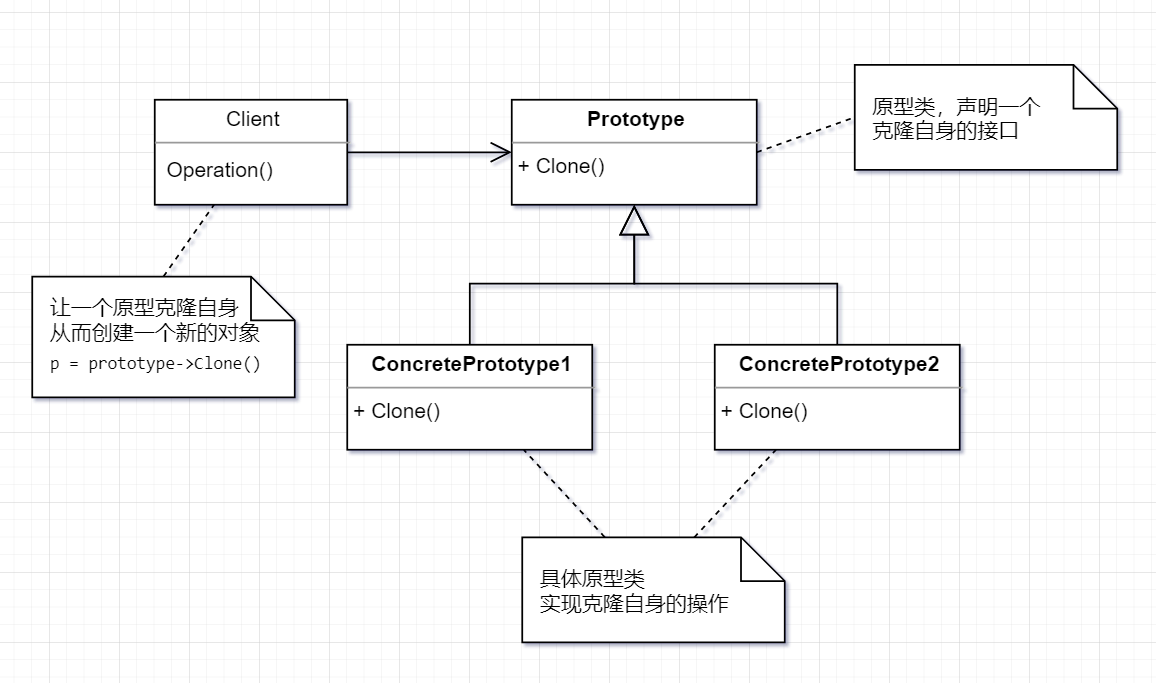 Client
Operation()
Prototype
+ Clone()
原型类，声明一个
克隆自身的接口
让一个原型克隆自身
从而创建一个新的对象
p = prototype->Clone()
ConcretePrototype1
+ Clone()
ConcretePrototype2
+ Clone()
具体原型类
实现克隆自身的操作